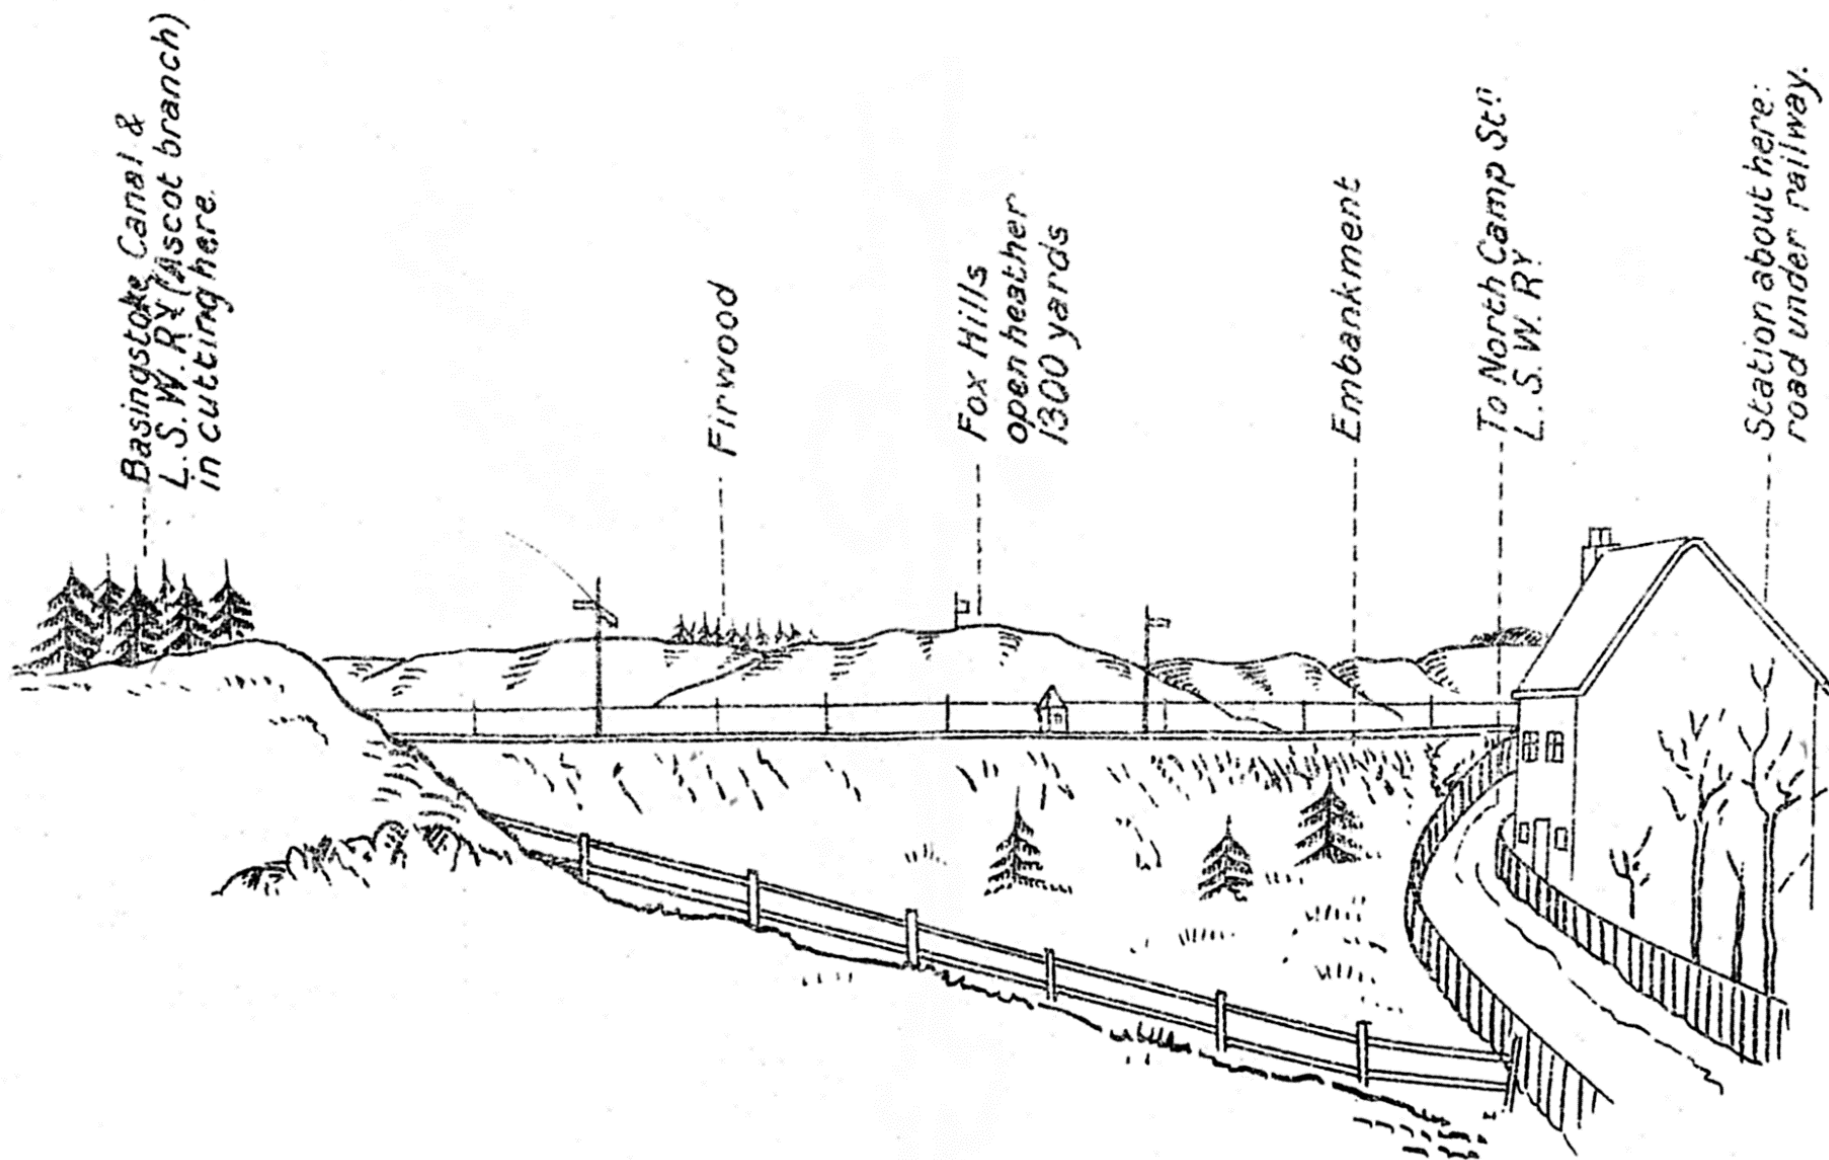 Basingstoke Canal &
L.S.W.RY (Ascot branch)
in cutting here.
Firwood
Fox Hills
open heather
1300 yards
Embankment
To North Camp Stn
L.S.W.RY
Station about here:
road under railway.